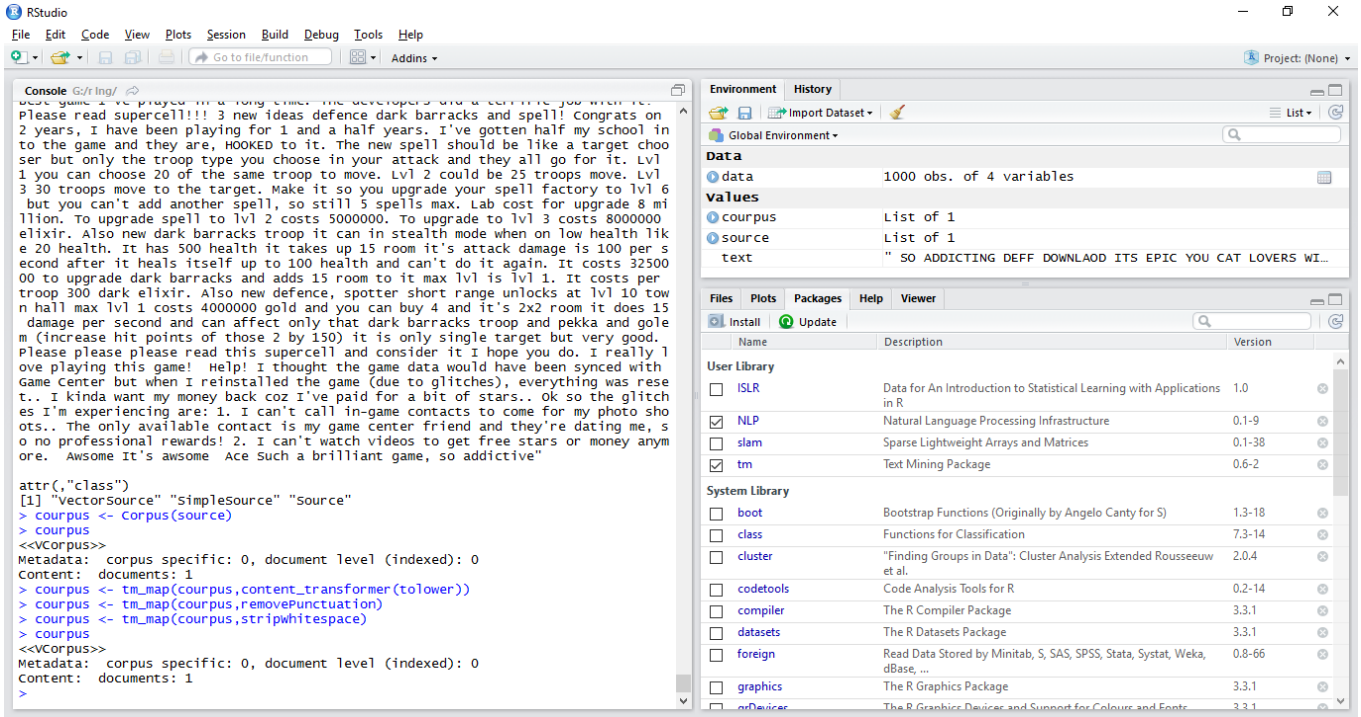 RStudio
File Edit Code View Plots Session Build Debug Tools Help
Go to file/function Addins Project: (None)
Console G:/r lng/
Best game I've played in a long time. The developers did a terrific job with it!
Please read supercell!!! 3 new ideas defence dark barracks and spell! Congrats on
2 years, I have been playing for 1 and a half years. I've gotten half my school in
to the game and they are, HOOKED to it. The new spell should be like a target choo
ser but only the troop type you choose in your attack and they all go for it. Lvl
1 you can choose 20 of the same troop to move. Lvl 2 could be 25 troops move. Lvl
3 30 troops move to the target. Make it so you upgrade your spell factory to lvl 6
but you can't add another spell, so still 5 spells max. Lab cost for upgrade 8 mi
llion. To upgrade spell to lvl 2 costs 5000000. To upgrade to lvl 3 costs 8000000
elixir. Also new dark barracks troop it can in stealth mode when on low health lik
e 20 health. It has 500 health it takes up 15 room it's attack damage is 100 per s
econd after it heals itself up to 100 health and can't do it again. It costs 32500
00 to upgrade dark barracks and adds 15 room to it max lvl is lvl 1. It costs per
troop 300 dark elixir. Also new defence, spotter short range unlocks at lvl 10 tow
n hall max lvl 1 costs 4000000 gold and you can buy 4 and it's 2x2 room it does 15
damage per second and can affect only that dark barracks troop and pekka and gole
m (increase hit points of those 2 by 150) it is only single target but very good.
Please please please read this supercell and consider it I hope you do. I really l
ove playing this game! Help! I thought the game data would have been synced with
Game Center but when I reinstalled the game (due to glitches), everything was rese
t.. I kinda want my money back coz I've paid for a bit of stars.. Ok so the glitch
es I'm experiencing are: 1. I can't call in-game contacts to come for my photo sho
ots.. The only available contact is my game center friend and they're dating me, s
o no professional rewards! 2. I can't watch videos to get free stars or money anym
ore. Awsome It's awsome Ace Such a brilliant game, so addictive"
attr(,"class")
[1] "VectorSource" "SimpleSource" "Source"
> courpus <- Corpus(source)
> courpus
<<VCorpus>>
Metadata: corpus specific: 0, document level (indexed): 0
Content: documents: 1
> courpus <- tm_map(courpus,content_transformer(tolower))
> courpus <- tm_map(courpus,removePunctuation)
> courpus <- tm_map(courpus,stripWhitespace)
> courpus
<<VCorpus>>
Metadata: corpus specific: 0, document level (indexed): 0
Content: documents: 1
>
Environment History
Import Dataset List
Global Environment
Data
data 1000 obs. of 4 variables
Values
courpus List of 1
source List of 1
text " SO ADDICTING DEFF DOWNLAOD ITS EPIC YOU CAT LOVERS WI…
Files Plots Packages Help Viewer
Install Update
Name Description Version
User Library
ISLR Data for An Introduction to Statistical Learning with Applications 1.0
in R
NLP Natural Language Processing Infrastructure 0.1-9
slam Sparse Lightweight Arrays and Matrices 0.1-38
tm Text Mining Package 0.6-2
System Library
boot Bootstrap Functions (Originally by Angelo Canty for S) 1.3-18
class Functions for Classification 7.3-14
cluster "Finding Groups in Data": Cluster Analysis Extended Rousseeuw 2.0.4
et al.
codetools Code Analysis Tools for R 0.2-14
compiler The R Compiler Package 3.3.1
datasets The R Datasets Package 3.3.1
foreign Read Data Stored by Minitab, S, SAS, SPSS, Stata, Systat, Weka, 0.8-66
dBase, ...
graphics The R Graphics Package 3.3.1
grDevices The R Graphics Devices and Support for Colours and Fonts 3.3.1